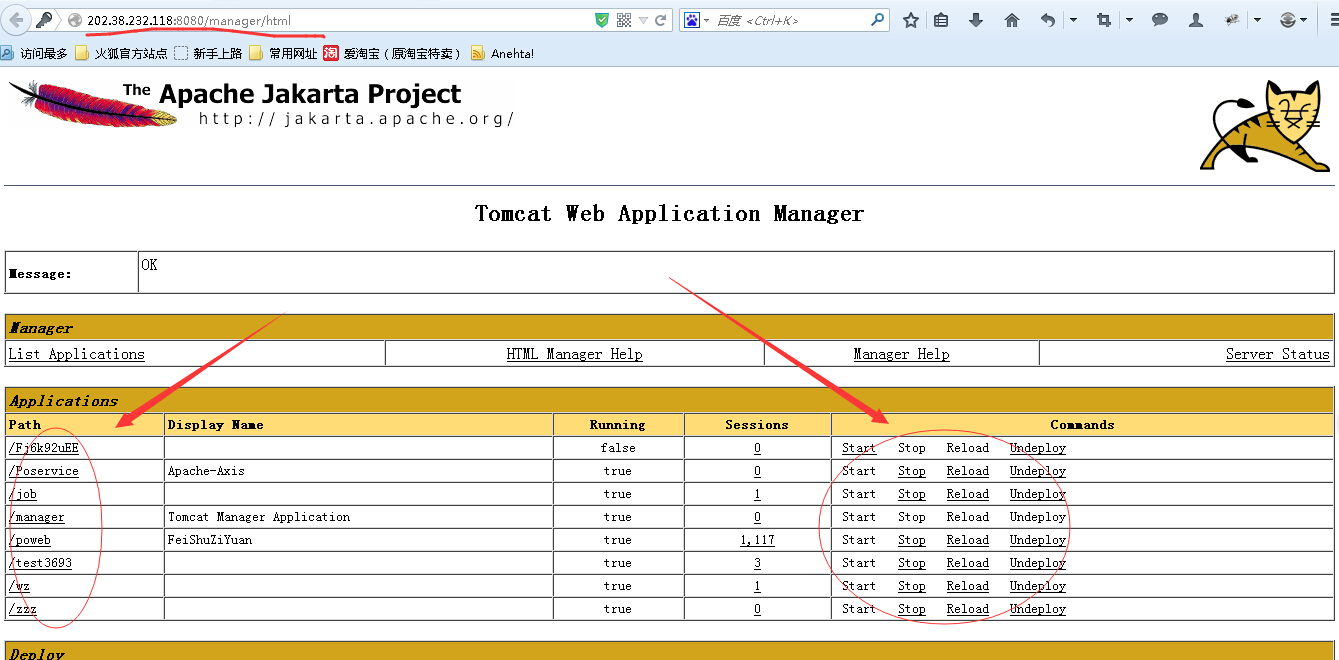 202.38.232.118:8080/manager/html
百度 <Ctrl+K>
访问最多 火狐官方站点 新手上路 常用网址 淘 爱淘宝（原淘宝特卖） Anehta!
The Apache Jakarta Project
http://jakarta.apache.org/
Tomcat Web Application Manager
Message: OK
Manager
List Applications HTML Manager Help Manager Help Server Status
Applications
Path Display Name Running Sessions Commands
/Fj6k92uEE false 0 Start Stop Reload Undeploy
/Poservice Apache-Axis true 0 Start Stop Reload Undeploy
/job true 1 Start Stop Reload Undeploy
/manager Tomcat Manager Application true 0 Start Stop Reload Undeploy
/poweb FeiShuZiYuan true 1,117 Start Stop Reload Undeploy
/test3693 true 3 Start Stop Reload Undeploy
/wz true 1 Start Stop Reload Undeploy
/zzz true 0 Start Stop Reload Undeploy
Deploy